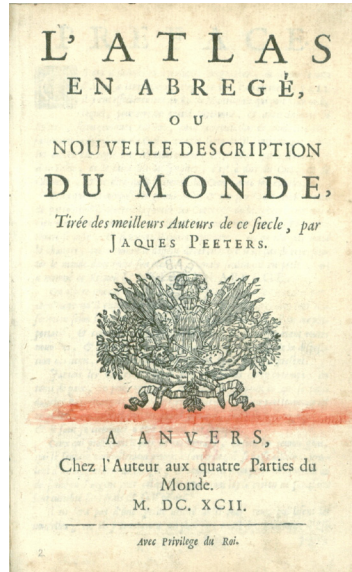 L'ATLAS
EN ABREGÉ,
OU
NOUVELLE DESCRIPTION
DU MONDE,
Tirée des meilleurs Auteurs de ce ſiecle, par
JAQUES PEETERS.
A ANVERS,
Chez l'Auteur aux quatre Parties du
Monde.
M. DC. XCII.
Avec Privilege du Roi.
2.